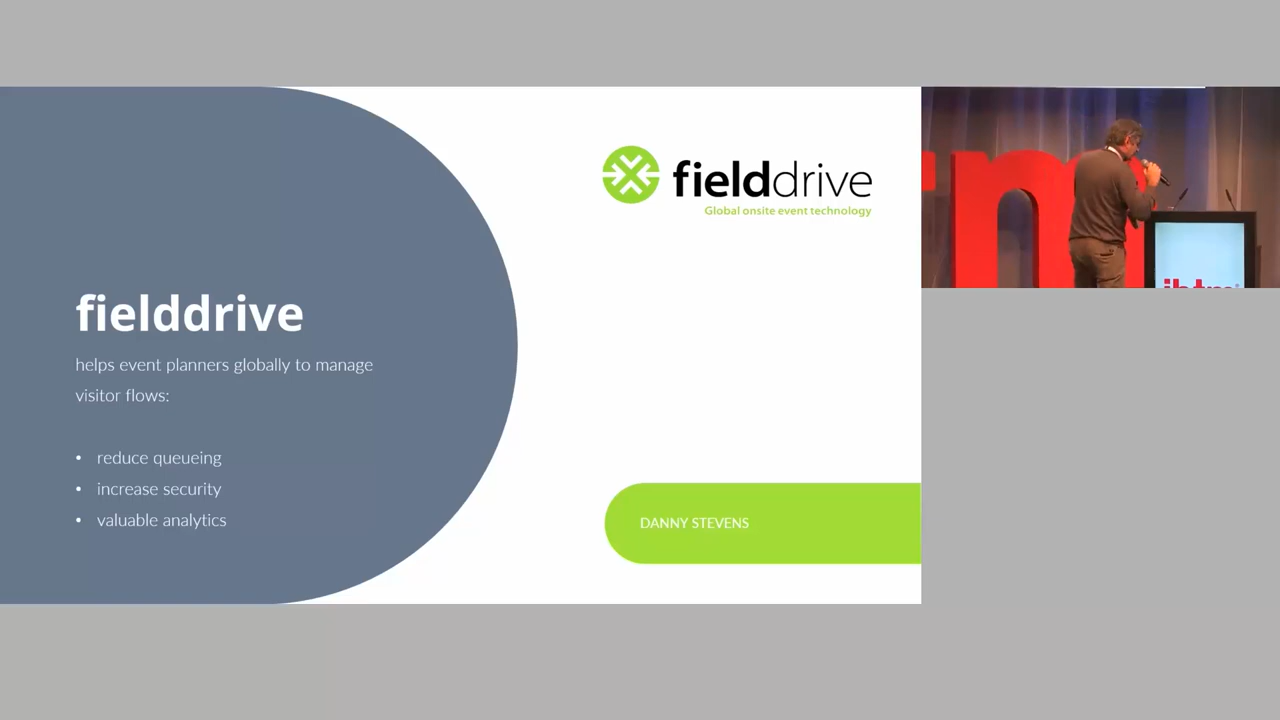 fielddrive
helps event planners globally to manage
visitor flows:
• reduce queueing
• increase security
• valuable analytics
fielddrive
Global onsite event technology
DANNY STEVENS
ibtm